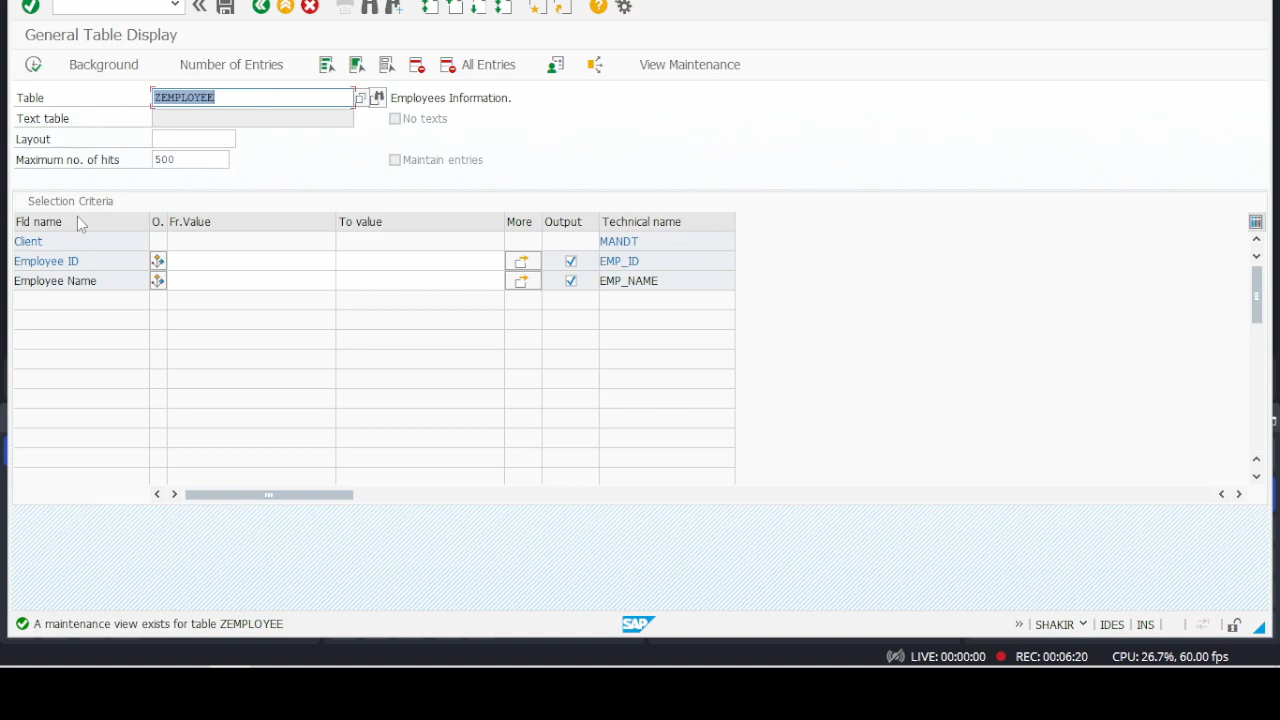 General Table Display
Background Number of Entries All Entries View Maintenance
Table ZEMPLOYEE Employees Information.
Text table No texts
Layout
Maximum no. of hits 500 Maintain entries
Selection Criteria
Fld name O. Fr.Value To value More Output Technical name
Client MANDT
Employee ID EMP_ID
Employee Name EMP_NAME
A maintenance view exists for table ZEMPLOYEE SAP » SHAKIR IDES INS
LIVE: 00:00:00 REC: 00:06:20 CPU: 26.7%, 60.00 fps